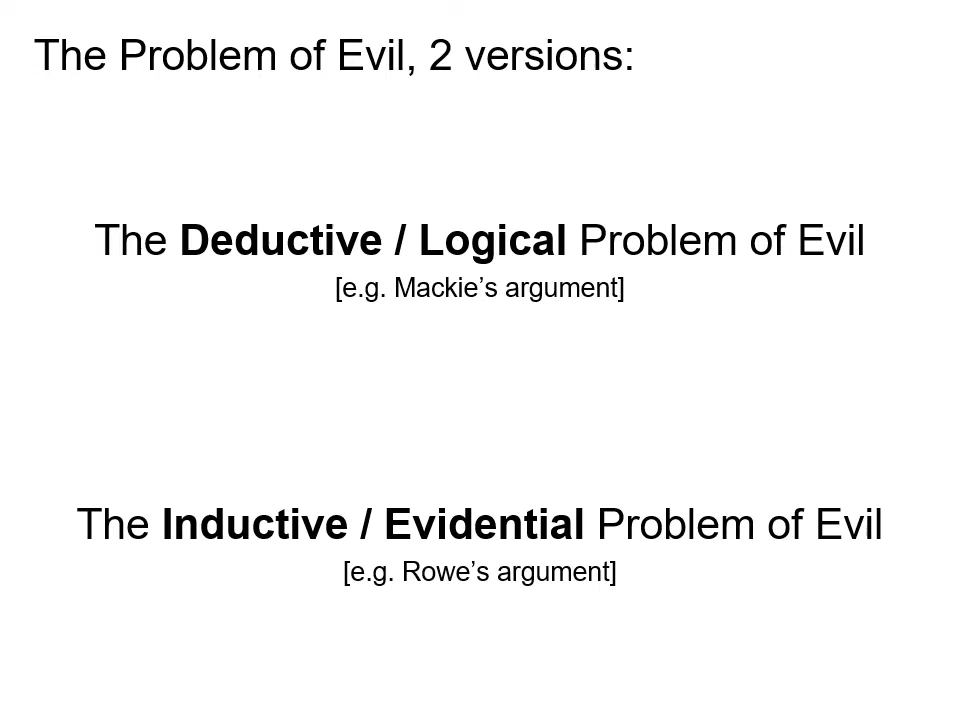 The Problem of Evil, 2 versions:
The Deductive / Logical Problem of Evil
[e.g. Mackie’s argument]
The Inductive / Evidential Problem of Evil
[e.g. Rowe’s argument]